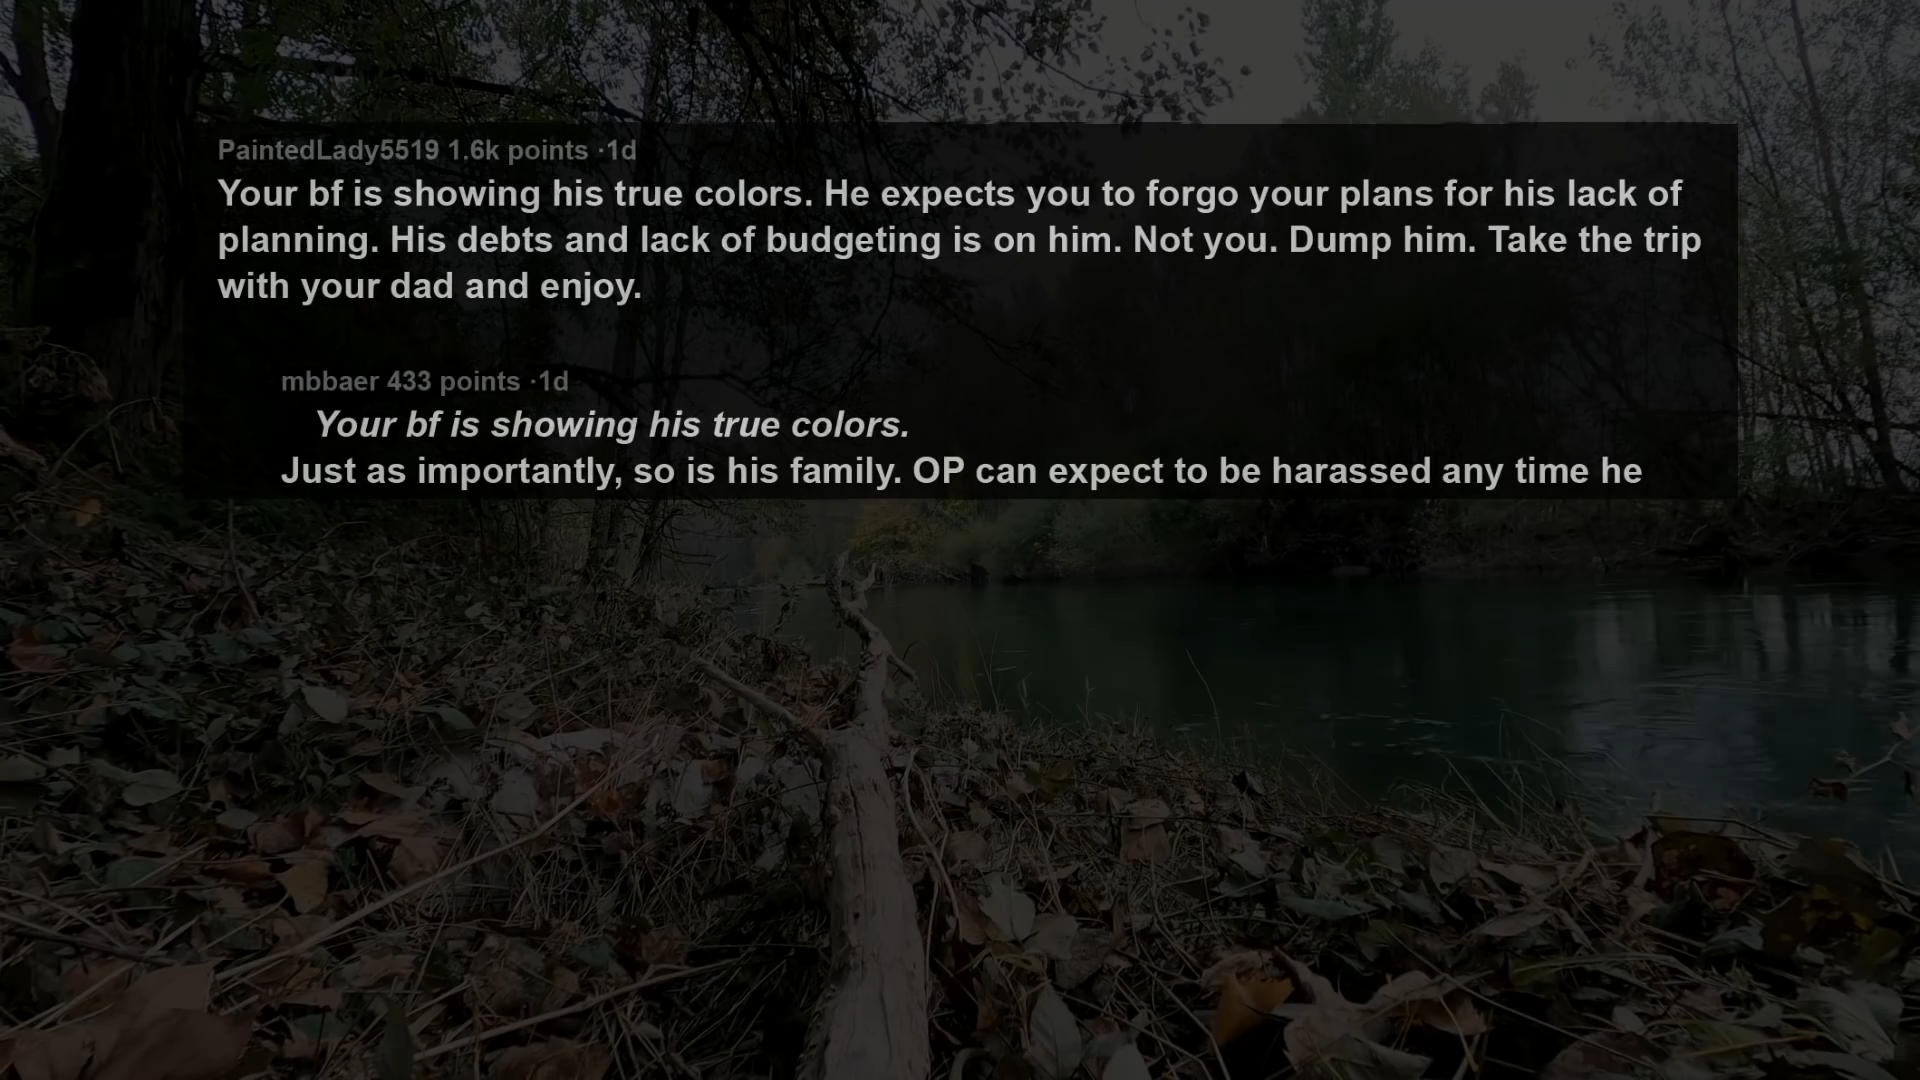 PaintedLady5519 1.6k points ·1d
Your bf is showing his true colors. He expects you to forgo your plans for his lack of
planning. His debts and lack of budgeting is on him. Not you. Dump him. Take the trip
with your dad and enjoy.
mbbaer 433 points ·1d
Your bf is showing his true colors.
Just as importantly, so is his family. OP can expect to be harassed any time he